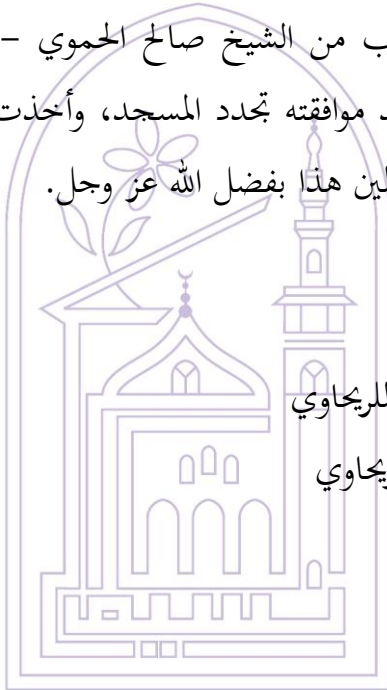 ب من الشيخ صالح الحموي –
د موافقته تجدد المسجد، وأخذت
لين هذا بفضل الله عز وجل.
للريحاوي
يحاوي